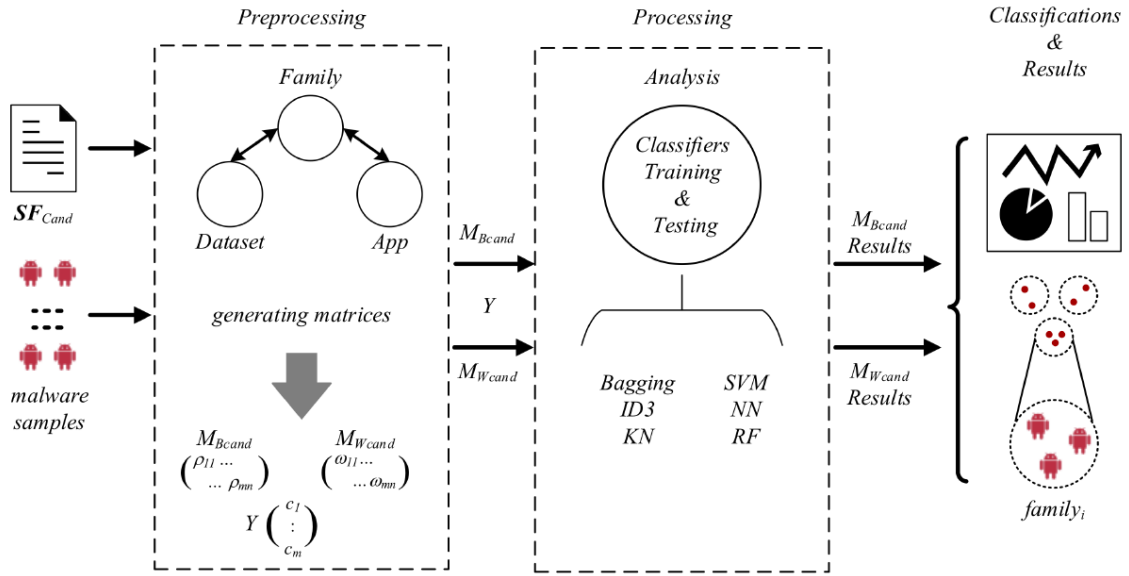 Preprocessing
Processing
Classifications
&
Results
SF_Cand
malware
samples
Family
Dataset
App
generating matrices
M_Bcand
ρ_11 ...
... ρ_mn
M_Wcand
ω_11 ...
... ω_mn
Y
c_1
:
c_m
M_Bcand
Y
M_Wcand
Analysis
Classifiers
Training
&
Testing
Bagging
ID3
KN
SVM
NN
RF
M_Bcand
Results
M_Wcand
Results
family_i